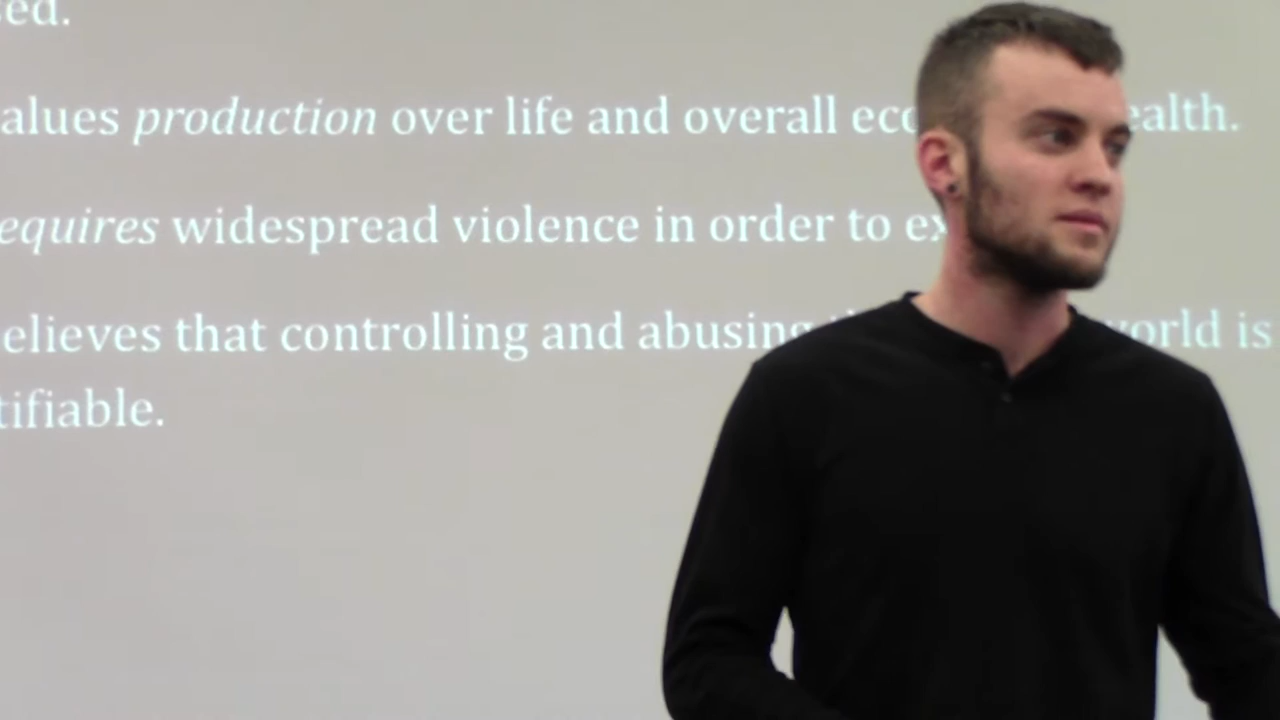 sed.
alues production over life and overall eco ealth.
equires widespread violence in order to ex
elieves that controlling and abusing world is
tifiable.